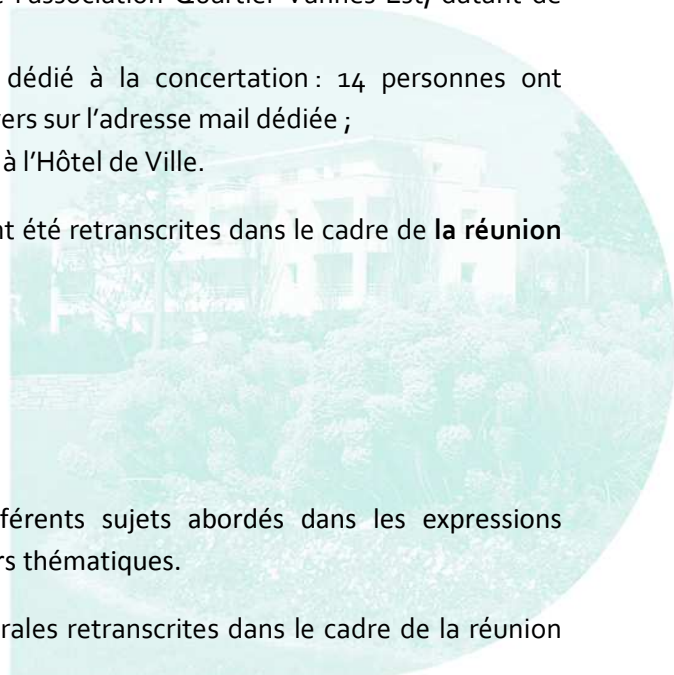 e l'association Quartier Vannes Est, datant de
dédié à la concertation : 14 personnes ont
ers sur l'adresse mail dédiée ;
à l'Hôtel de Ville.
nt été retranscrites dans le cadre de la réunion
férents sujets abordés dans les expressions
rs thématiques.
rales retranscrites dans le cadre de la réunion